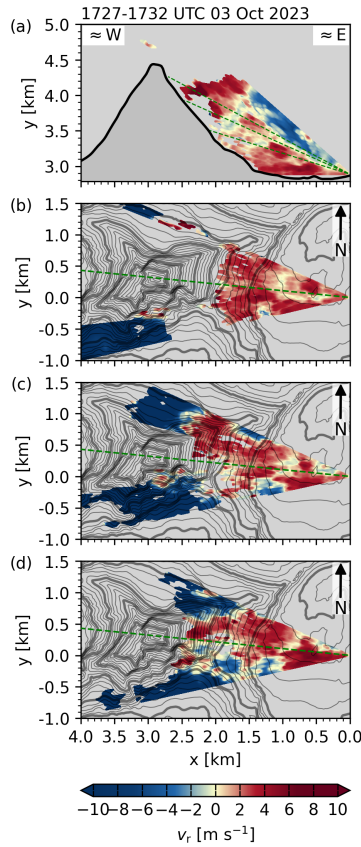 1727-1732 UTC 03 Oct 2023
(a)
≈ W
≈ E
5.0
4.5
4.0
3.5
3.0
y [km]
(b)
N
1.5
1.0
0.5
0.0
-0.5
-1.0
y [km]
(c)
N
1.5
1.0
0.5
0.0
-0.5
-1.0
y [km]
(d)
N
1.5
1.0
0.5
0.0
-0.5
-1.0
y [km]
4.0 3.5 3.0 2.5 2.0 1.5 1.0 0.5 0.0
x [km]
−10 −8 −6 −4 −2 0 2 4 6 8 10
vr [m s−1]